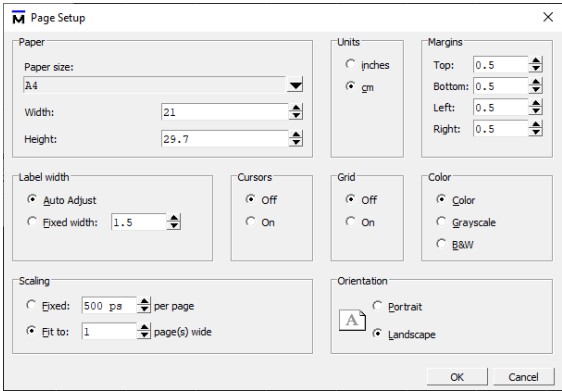 M Page Setup
Paper
Paper size:
A4
Width: 21
Height: 29.7
Units
inches
cm
Margins
Top: 0.5
Bottom: 0.5
Left: 0.5
Right: 0.5
Label width
Auto Adjust
Fixed width: 1.5
Cursors
Off
On
Grid
Off
On
Color
Color
Grayscale
B&W
Scaling
Fixed: 500 ps per page
Fit to: 1 page(s) wide
Orientation
A
Portrait
Landscape
OK Cancel